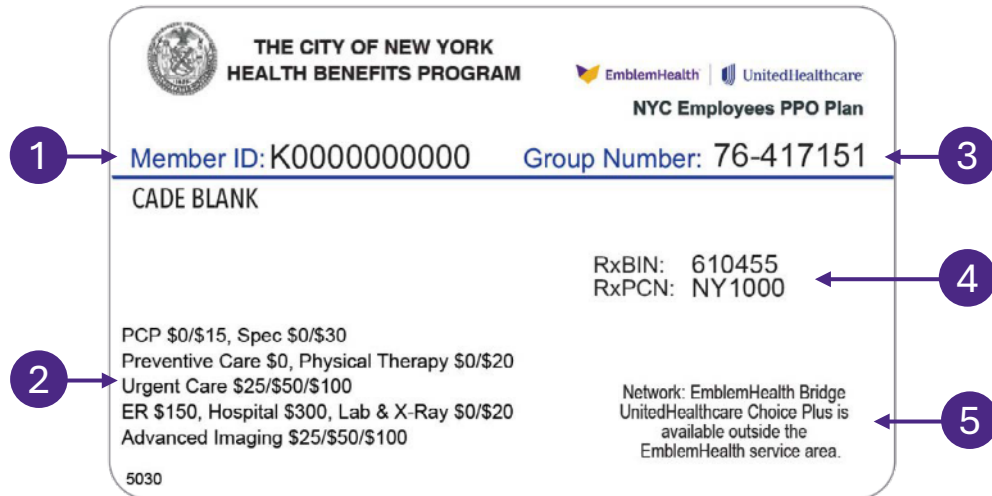 THE CITY OF NEW YORK
HEALTH BENEFITS PROGRAM
EmblemHealth UnitedHealthcare
NYC Employees PPO Plan
1
Member ID: K0000000000 Group Number: 76-417151
3
CADE BLANK
RxBIN: 610455
RxPCN: NY1000
4
PCP $0/$15, Spec $0/$30
Preventive Care $0, Physical Therapy $0/$20
2
Urgent Care $25/$50/$100
ER $150, Hospital $300, Lab & X-Ray $0/$20
Advanced Imaging $25/$50/$100
Network: EmblemHealth Bridge
UnitedHealthcare Choice Plus is
available outside the
EmblemHealth service area.
5
5030